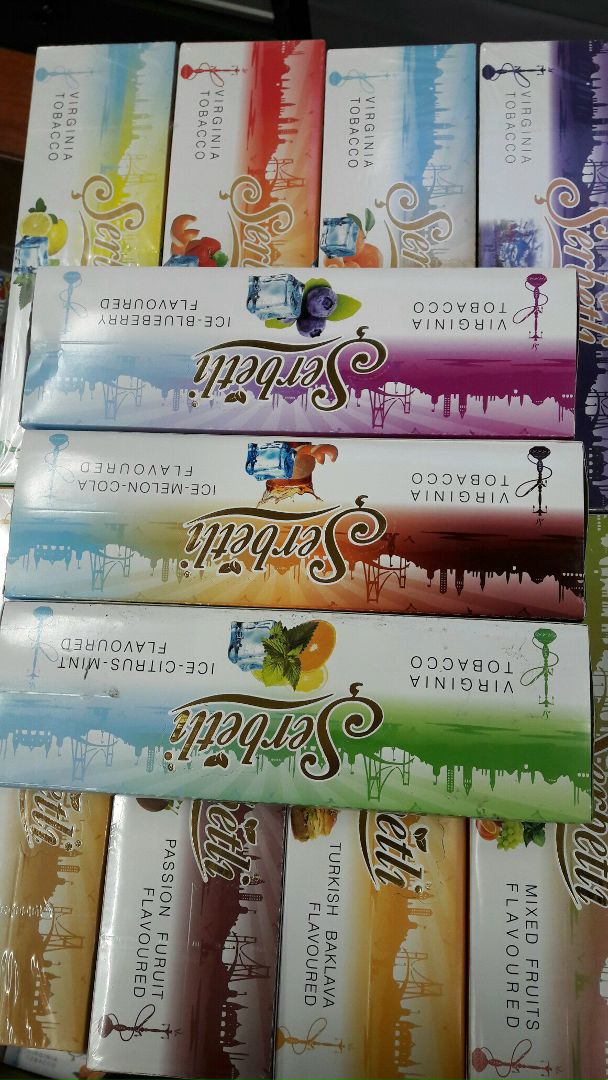 VIRGINIA
TOBACCO
VIRGINIA
TOBACCO
VIRGINIA
TOBACCO
VIRGINIA
TOBACCO
Serbetli
VIRGINIA
TOBACCO
ICE-BLUEBERRY
FLAVOURED
Şerbetli
VIRGINIA
TOBACCO
ICE-MELON-COLA
FLAVOURED
Şerbetli
VIRGINIA
TOBACCO
ICE-CITRUS-MINT
FLAVOURED
Şerbetli
PASSION FURUIT
FLAVOURED
TURKISH BAKLAVA
FLAVOURED
MIXED FRUITS
FLAVOURED